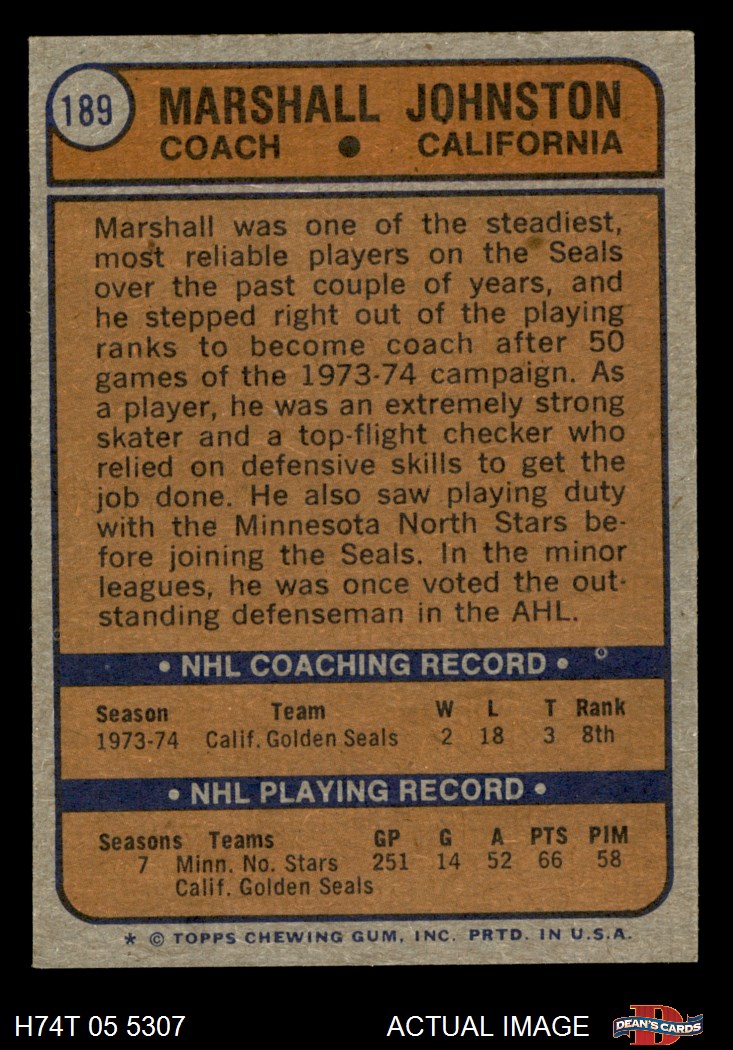 189
MARSHALL JOHNSTON
COACH ● CALIFORNIA
Marshall was one of the steadiest,
most reliable players on the Seals
over the past couple of years, and
he stepped right out of the playing
ranks to become coach after 50
games of the 1973-74 campaign. As
a player, he was an extremely strong
skater and a top-flight checker who
relied on defensive skills to get the
job done. He also saw playing duty
with the Minnesota North Stars be-
fore joining the Seals. In the minor
leagues, he was once voted the out-
standing defenseman in the AHL.
• NHL COACHING RECORD •
Season Team W L T Rank
1973-74 Calif. Golden Seals 2 18 3 8th
• NHL PLAYING RECORD •
Seasons Teams GP G A PTS PIM
7 Minn. No. Stars 251 14 52 66 58
Calif. Golden Seals
* © TOPPS CHEWING GUM, INC. PRTD. IN U.S.A.
H74T 05 5307 ACTUAL IMAGE DEAN'S CARDS